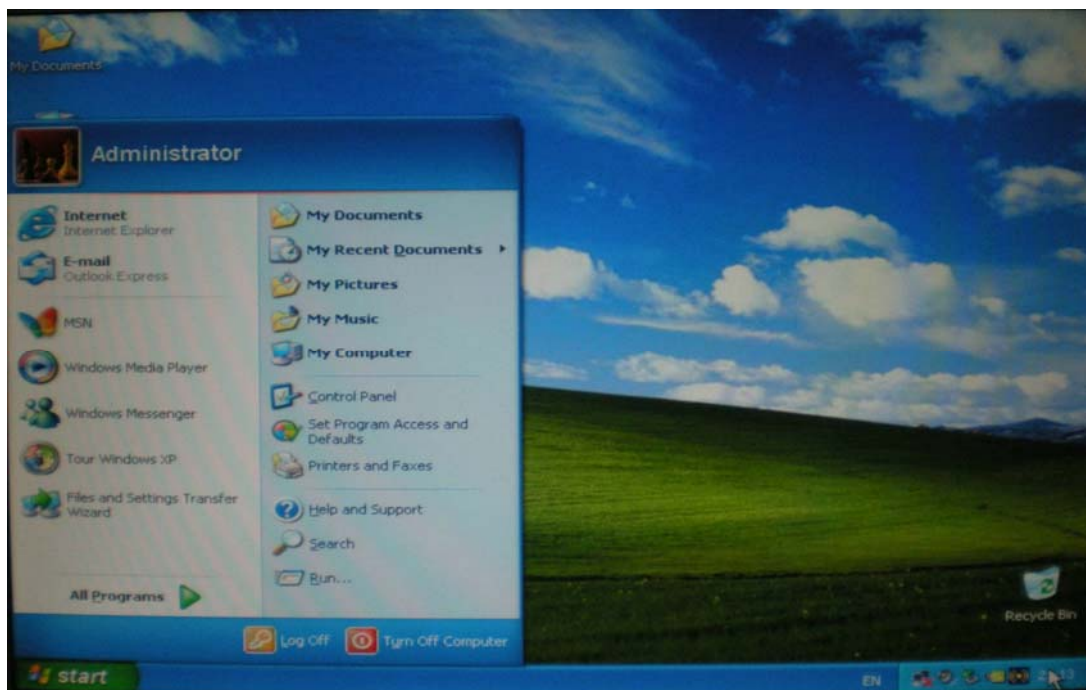 My Documents
Administrator
Internet
Internet Explorer
E-mail
Outlook Express
MSN
Windows Media Player
Windows Messenger
Tour Windows XP
Files and Settings Transfer
Wizard
All Programs
My Documents
My Recent Documents
My Pictures
My Music
My Computer
Control Panel
Set Program Access and
Defaults
Printers and Faxes
Help and Support
Search
Run...
Log Off
Turn Off Computer
Recycle Bin
start
EN